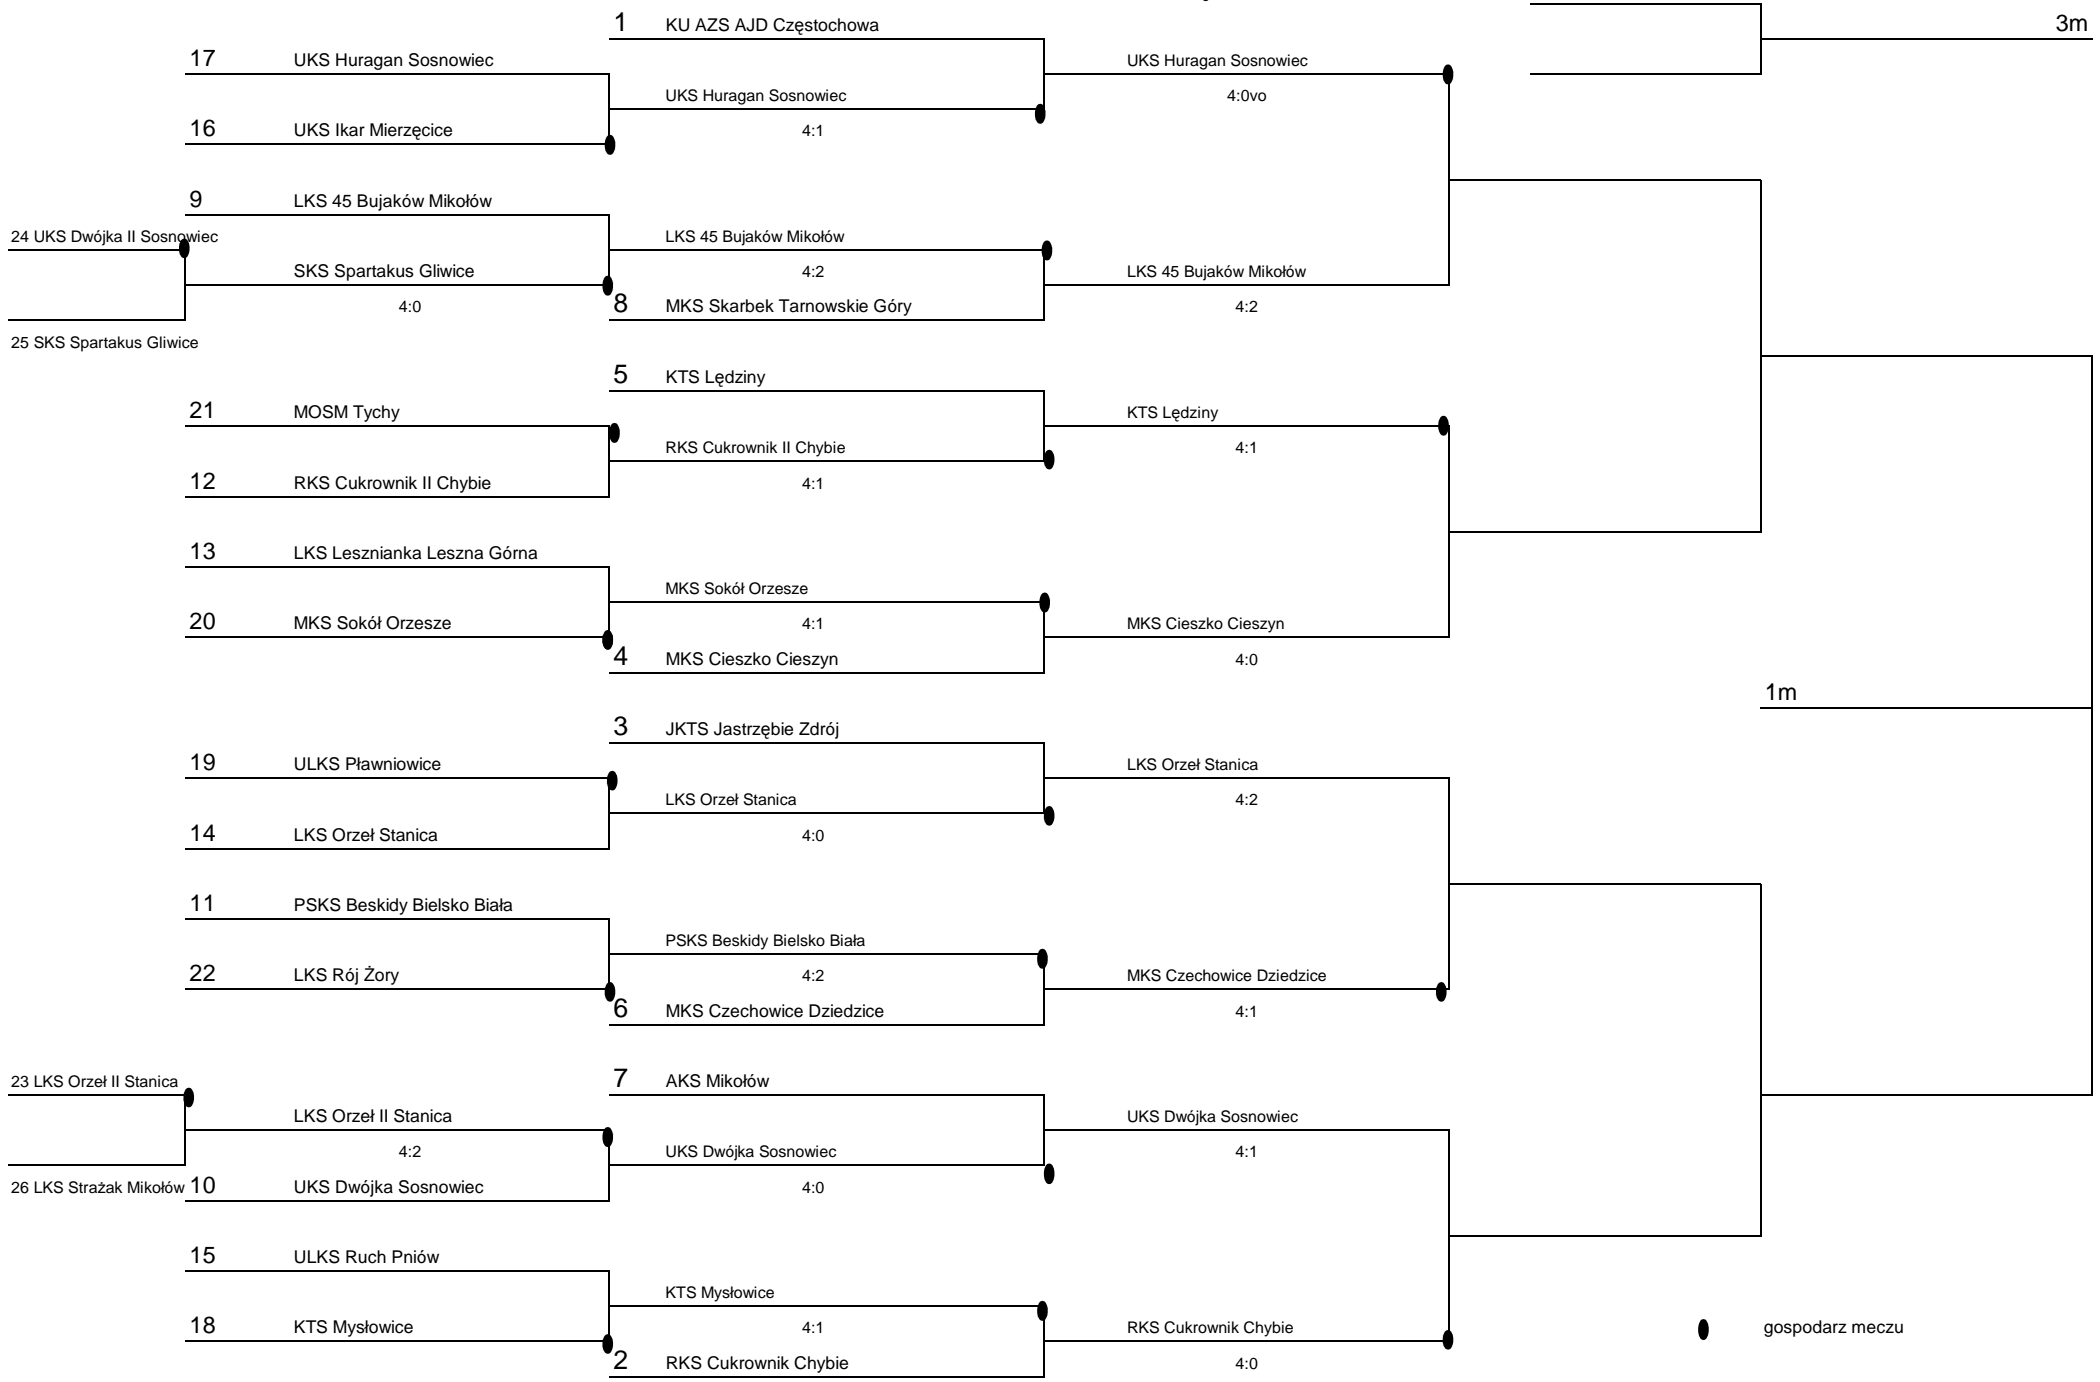 1 KU AZS AJD Częstochowa
3m
17 UKS Huragan Sosnowiec
UKS Huragan Sosnowiec
UKS Huragan Sosnowiec
4:0vo
16 UKS Ikar Mierzęcice
4:1
9 LKS 45 Bujaków Mikołów
24 UKS Dwójka II Sosnowiec
LKS 45 Bujaków Mikołów
SKS Spartakus Gliwice
4:2
LKS 45 Bujaków Mikołów
4:0
8 MKS Skarbek Tarnowskie Góry
4:2
25 SKS Spartakus Gliwice
5 KTS Lędziny
21 MOSM Tychy
KTS Lędziny
RKS Cukrownik II Chybie
4:1
12 RKS Cukrownik II Chybie
4:1
13 LKS Lesznianka Leszna Górna
MKS Sokół Orzesze
20 MKS Sokół Orzesze
4:1
MKS Cieszko Cieszyn
4 MKS Cieszko Cieszyn
4:0
1m
3 JKTS Jastrzębie Zdrój
19 ULKS Pławniowice
LKS Orzeł Stanica
LKS Orzeł Stanica
4:2
14 LKS Orzeł Stanica
4:0
11 PSKS Beskidy Bielsko Biała
PSKS Beskidy Bielsko Biała
22 LKS Rój Żory
4:2
MKS Czechowice Dziedzice
6 MKS Czechowice Dziedzice
4:1
23 LKS Orzeł II Stanica
7 AKS Mikołów
LKS Orzeł II Stanica
UKS Dwójka Sosnowiec
4:2
UKS Dwójka Sosnowiec
4:1
26 LKS Strażak Mikołów
10 UKS Dwójka Sosnowiec
4:0
15 ULKS Ruch Pniów
KTS Mysłowice
18 KTS Mysłowice
4:1
RKS Cukrownik Chybie
gospodarz meczu
2 RKS Cukrownik Chybie
4:0